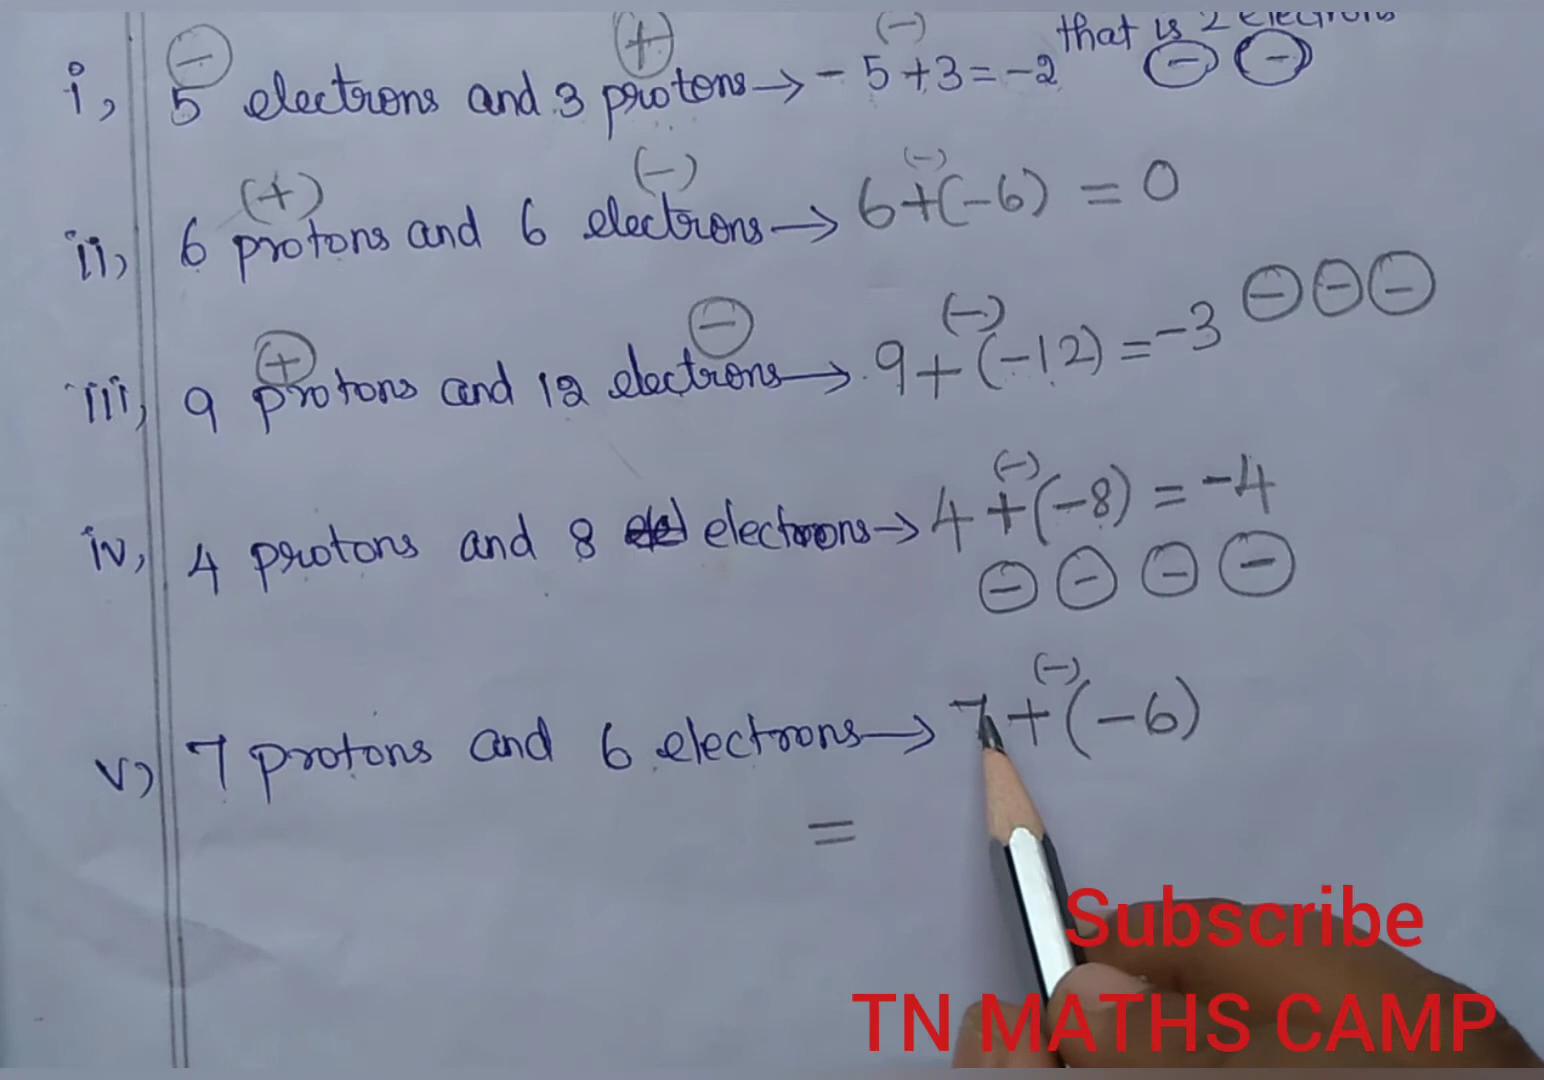 (-) that is 2 electrons
i, 5 electrons and 3 protons → - 5 + 3 = -2
ii, 6 protons and 6 electrons → 6 + (-6) = 0
iii, 9 protons and 12 electrons → 9 + (-12) = -3
iv, 4 protons and 8 electrons → 4 + (-8) = -4
v) 7 protons and 6 electrons → 7 + (-6)
=
Subscribe
TN MATHS CAMP